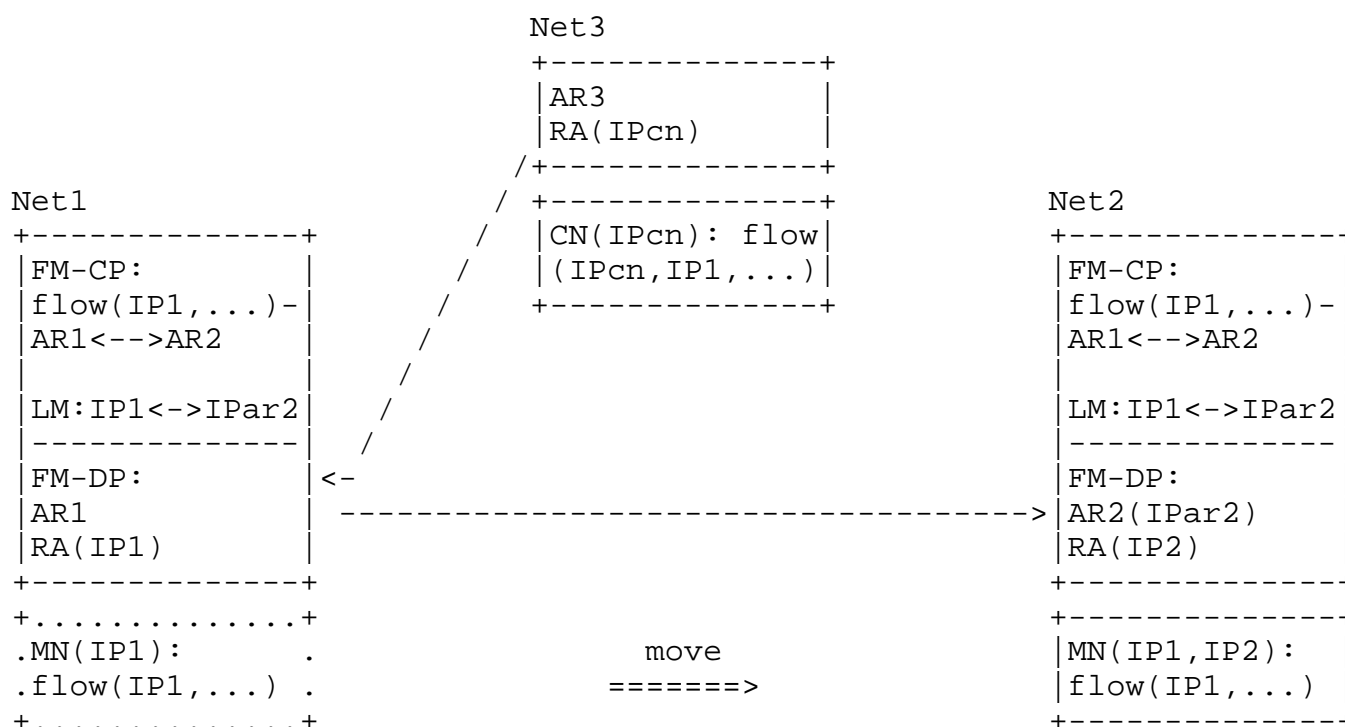 Net3
                                +--------------+
                                |AR3           |
                                |RA(IPcn)      |
                               /+--------------+
Net1                          / +--------------+             Net2
+--------------+             /  |CN(IPcn): flow|             +---------------
|FM-CP:        |            /   |(IPcn,IP1,...)|             |FM-CP:
|flow(IP1,...)-|           /    +--------------+             |flow(IP1,...)-
|AR1<-->AR2    |          /                                  |AR1<-->AR2
|              |         /                                   |
|LM:IP1<->IPar2|        /                                    |LM:IP1<->IPar2
|--------------|       /                                     |--------------
|FM-DP:        |<-                                           |FM-DP:
|AR1           | ------------------------------------>|AR2(IPar2)
|RA(IP1)       |                                             |RA(IP2)
+--------------+                                             +---------------
+..............+                                             +---------------
.MN(IP1):      .                  move                       |MN(IP1,IP2):
.flow(IP1,...) .                =======>                     |flow(IP1,...)
+..............+                                             +---------------